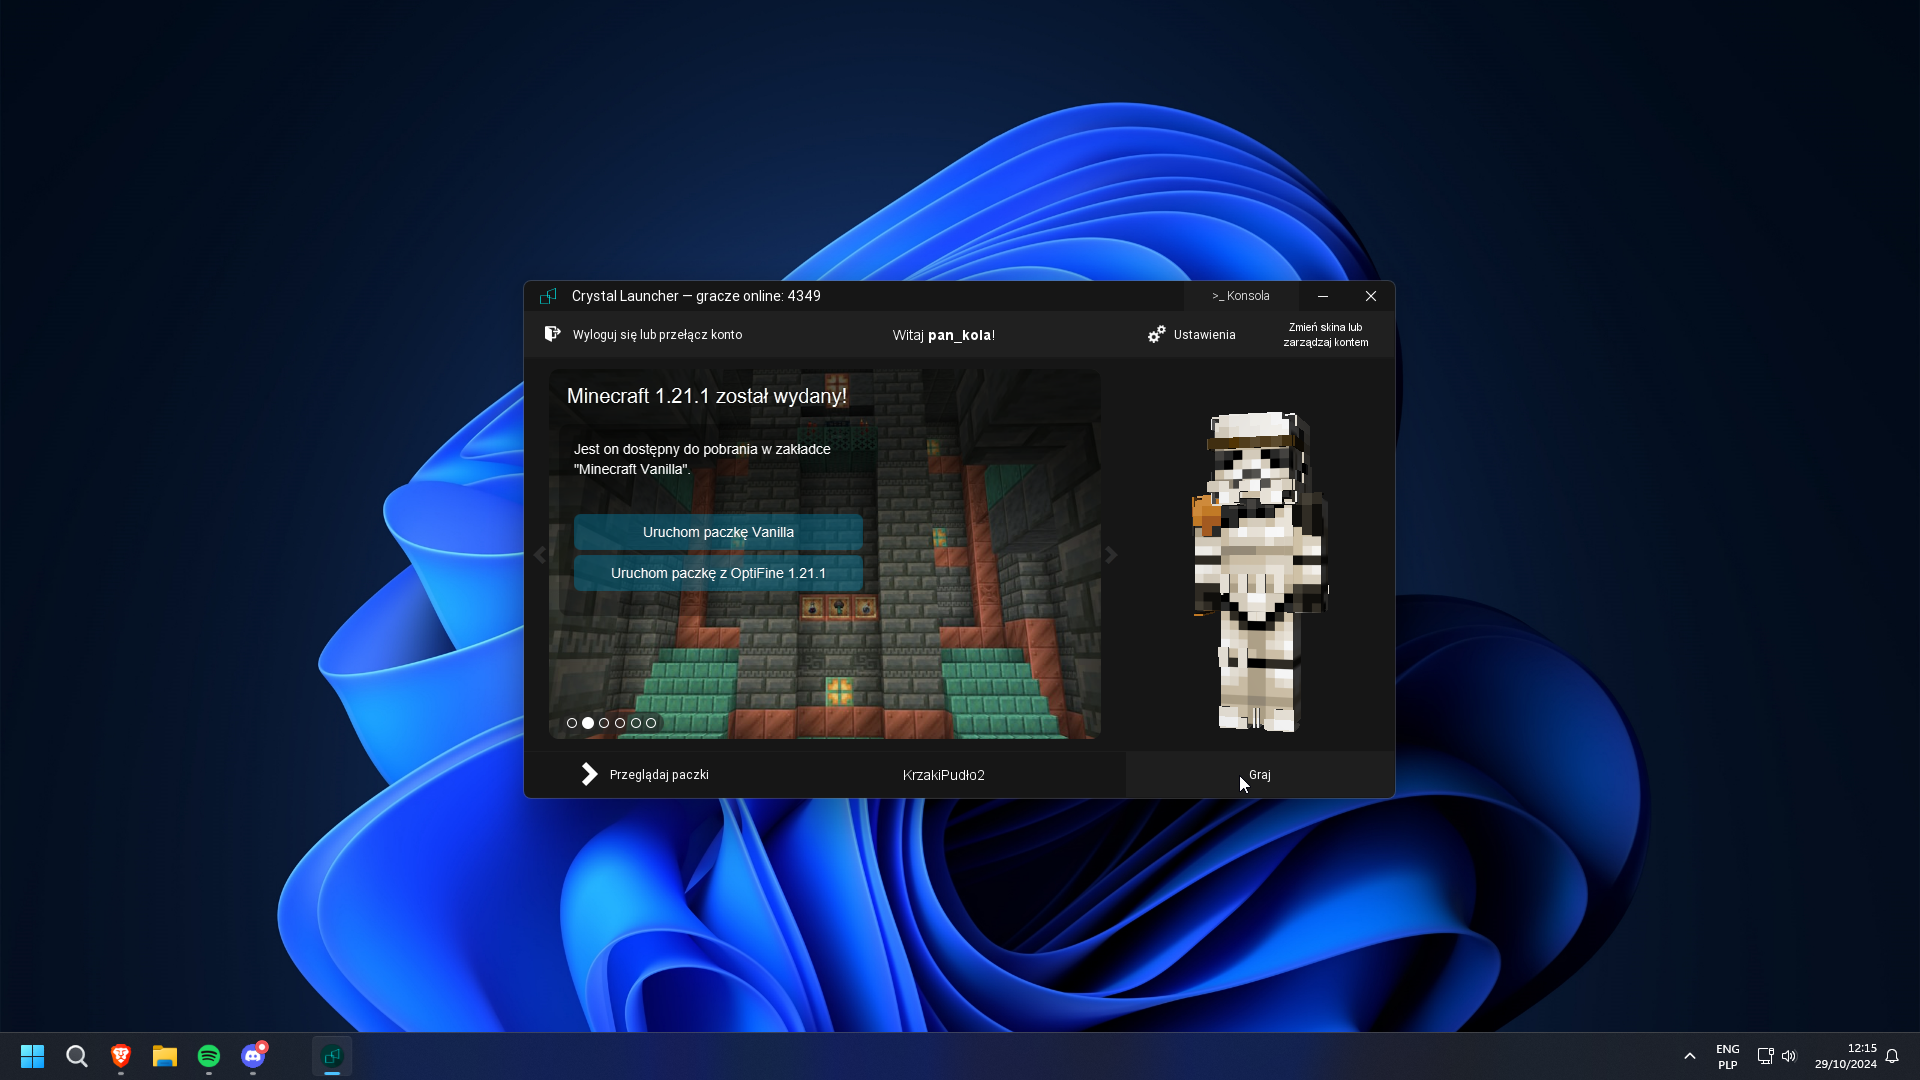 Crystal Launcher — gracze online: 4349
>_ Konsola
Wyloguj się lub przełącz konto
Witaj pan_kola!
Ustawienia
Zmień skina lub
zarządzaj kontem
Minecraft 1.21.1 został wydany!
Jest on dostępny do pobrania w zakładce
"Minecraft Vanilla".
Uruchom paczkę Vanilla
Uruchom paczkę z OptiFine 1.21.1
Przeglądaj paczki
KrzakiPudło2
Graj
ENG
PLP
12:15
29/10/2024